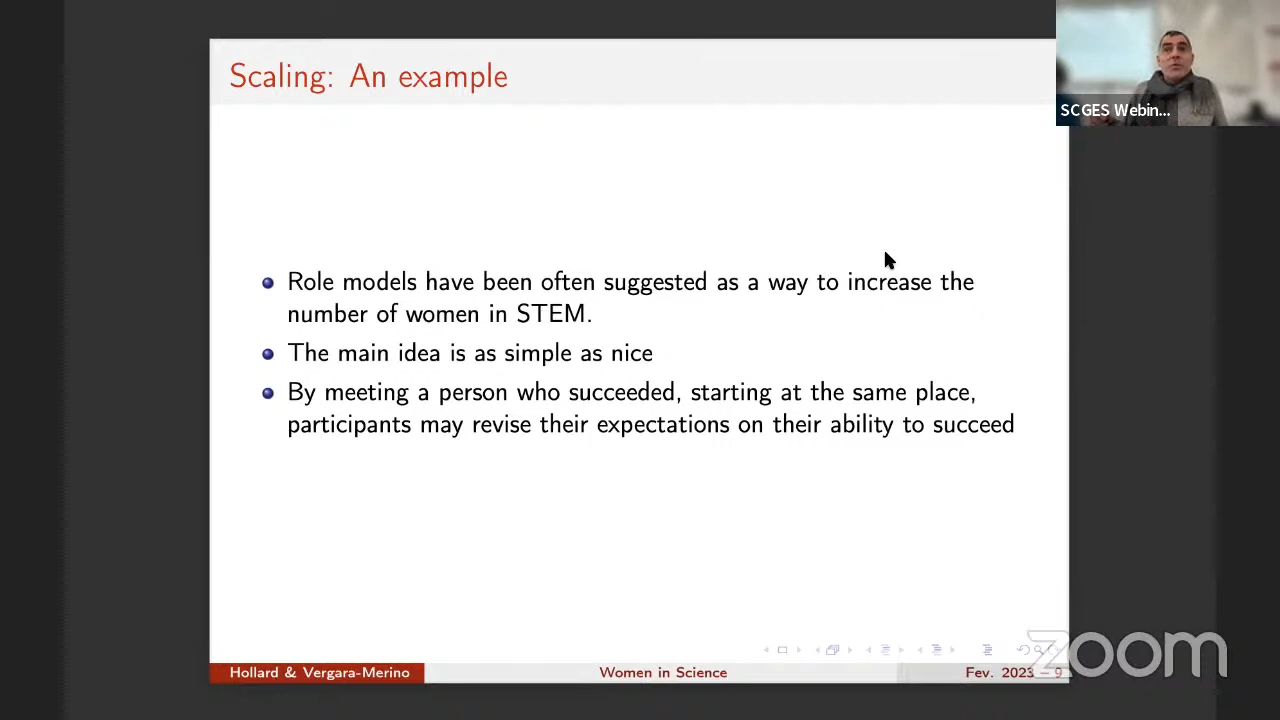 Scaling: An example
SCGES Webin...
Role models have been often suggested as a way to increase the
number of women in STEM.
The main idea is as simple as nice
By meeting a person who succeeded, starting at the same place,
participants may revise their expectations on their ability to succeed
zoom
Hollard & Vergara-Merino
Women in Science
Fev. 2023 – 9